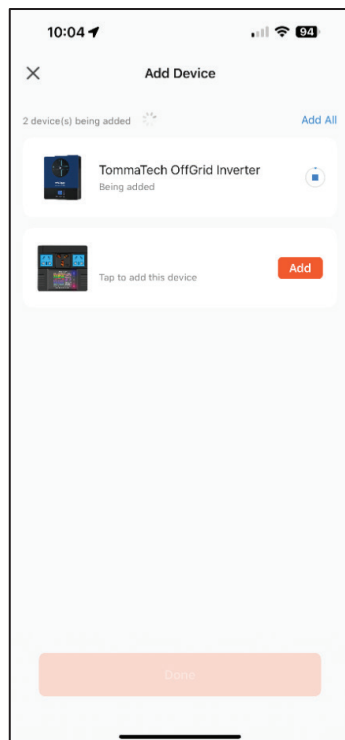 10:04
94
Add Device
2 device(s) being added
Add All
TommaTech OffGrid Inverter
Being added
Tap to add this device
Add
Done